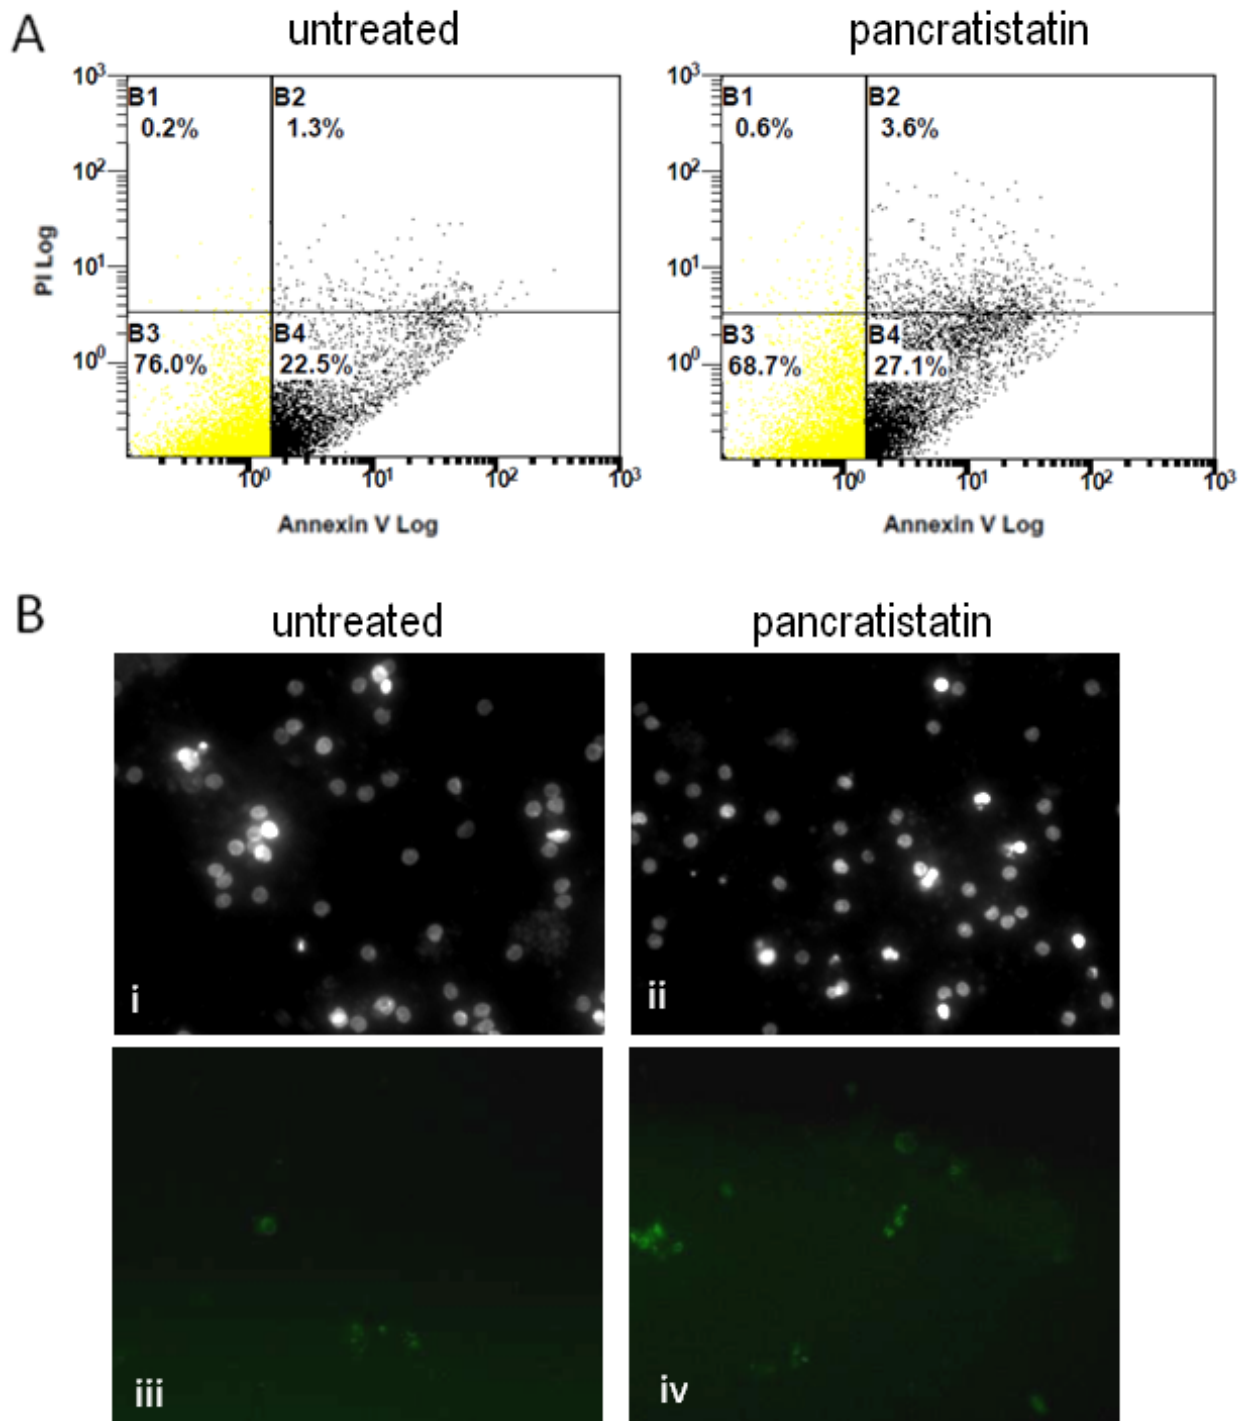 A
untreated
pancratistatin
B1
0.2%
B2
1.3%
B3
76.0%
B4
22.5%
10³
10²
10¹
10⁰
PI Log
10⁰ 10¹ 10² 10³
Annexin V Log
B1
0.6%
B2
3.6%
B3
68.7%
B4
27.1%
10³
10²
10¹
10⁰
10⁰ 10¹ 10² 10³
Annexin V Log
B
untreated
pancratistatin
i
ii
iii
iv